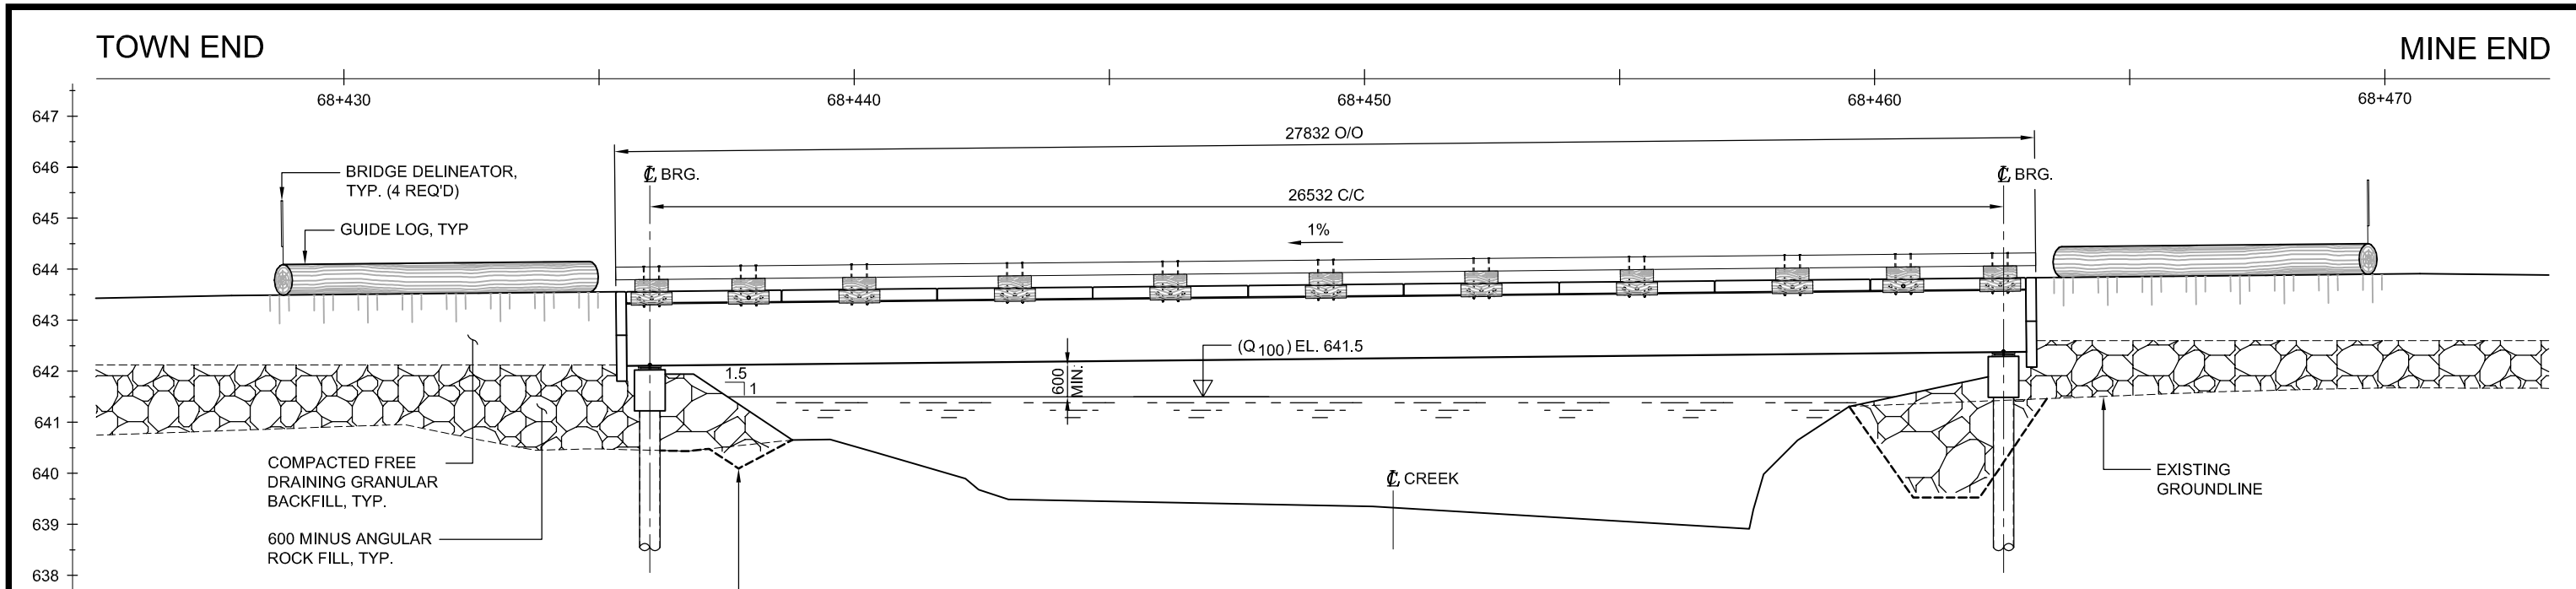 TOWN END
MINE END
68+430
68+440
68+450
68+460
68+470
647
646
645
644
643
642
641
640
639
638
27832 O/O
BRIDGE DELINEATOR,
TYP. (4 REQ'D)
℄ BRG.
℄ BRG.
26532 C/C
GUIDE LOG, TYP
1%
(Q100) EL. 641.5
1.5
1
600
MIN.
COMPACTED FREE
DRAINING GRANULAR
BACKFILL, TYP.
℄ CREEK
EXISTING
GROUNDLINE
600 MINUS ANGULAR
ROCK FILL, TYP.